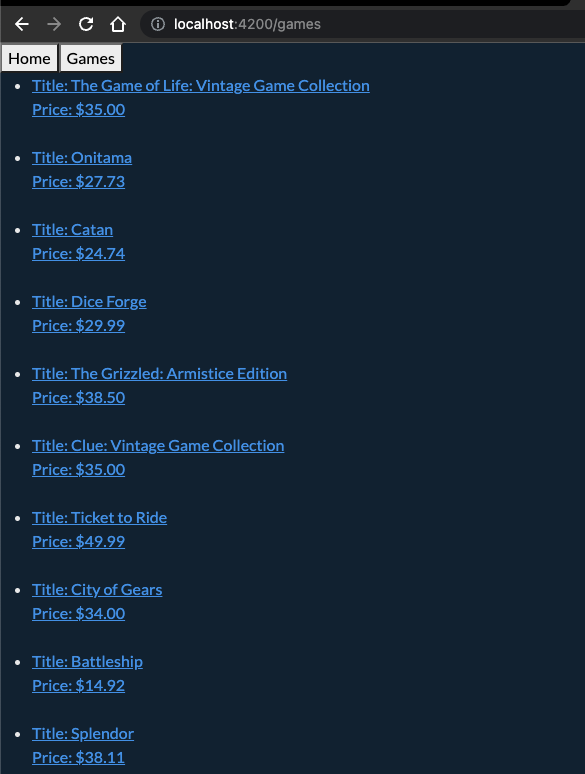 localhost:4200/games
Home Games
Title: The Game of Life: Vintage Game Collection
Price: $35.00
Title: Onitama
Price: $27.73
Title: Catan
Price: $24.74
Title: Dice Forge
Price: $29.99
Title: The Grizzled: Armistice Edition
Price: $38.50
Title: Clue: Vintage Game Collection
Price: $35.00
Title: Ticket to Ride
Price: $49.99
Title: City of Gears
Price: $34.00
Title: Battleship
Price: $14.92
Title: Splendor
Price: $38.11